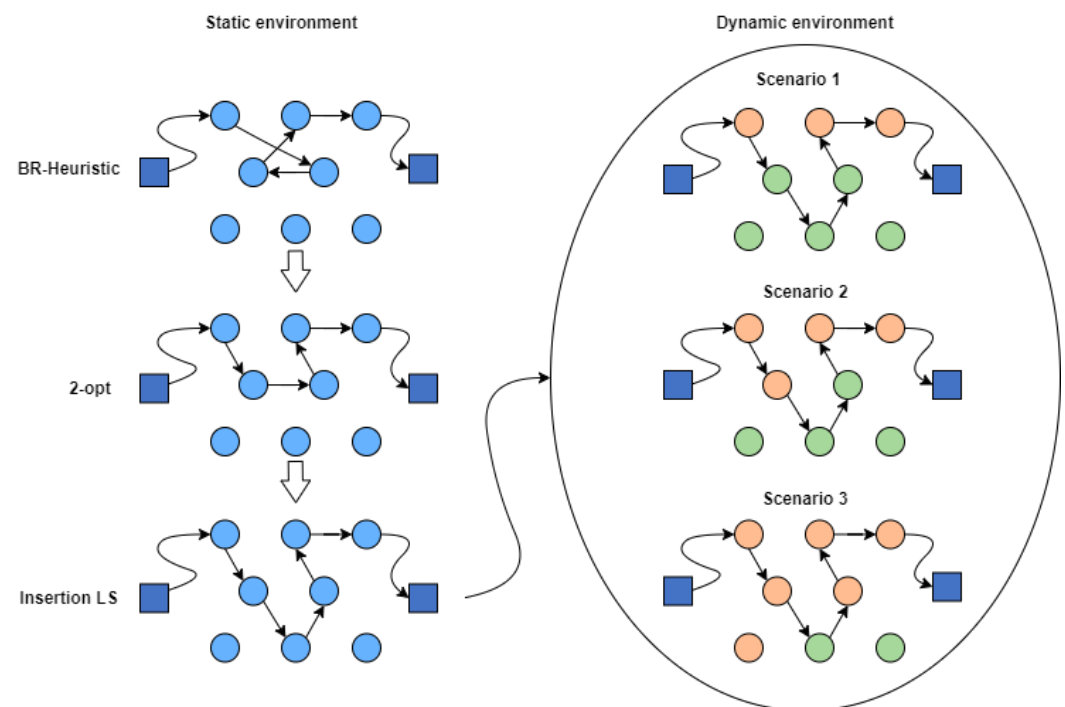 Static environment
Dynamic environment
BR-Heuristic
2-opt
Insertion LS
Scenario 1
Scenario 2
Scenario 3